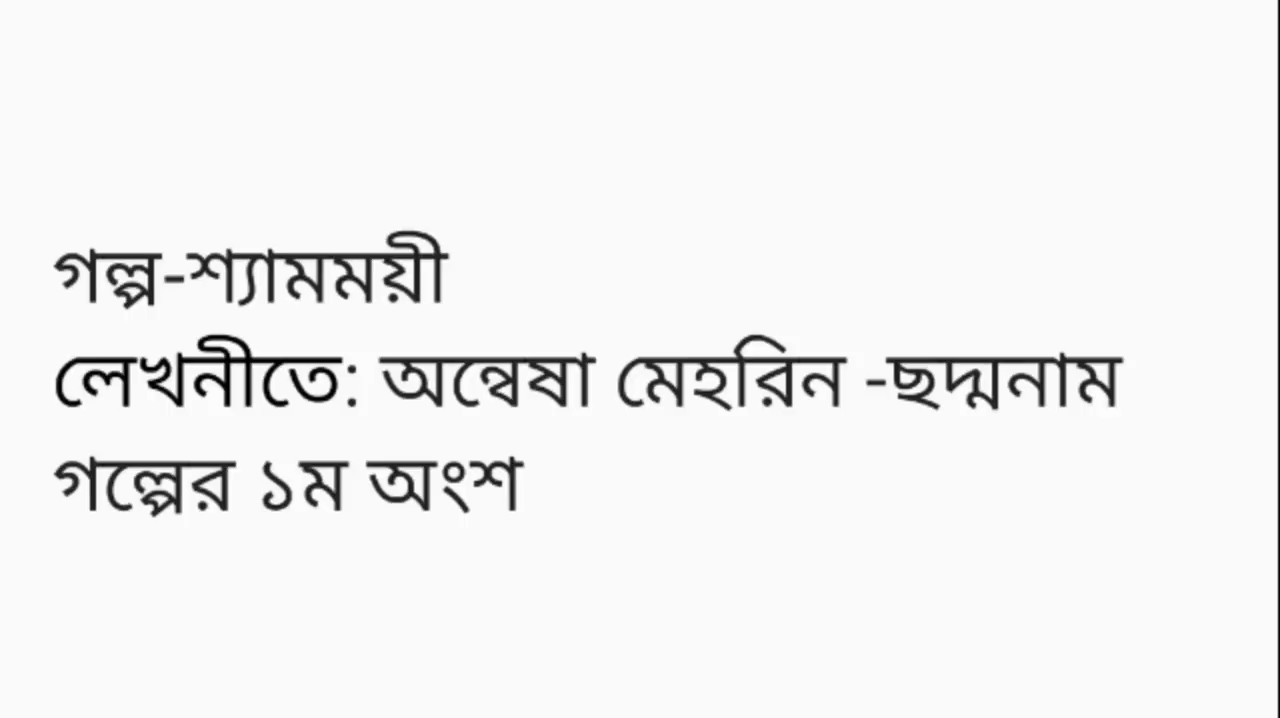 গল্প-শ্যামময়ী
লেখনীতে: অন্বেষা মেহরিন -ছদ্মনাম
গল্পের ১ম অংশ